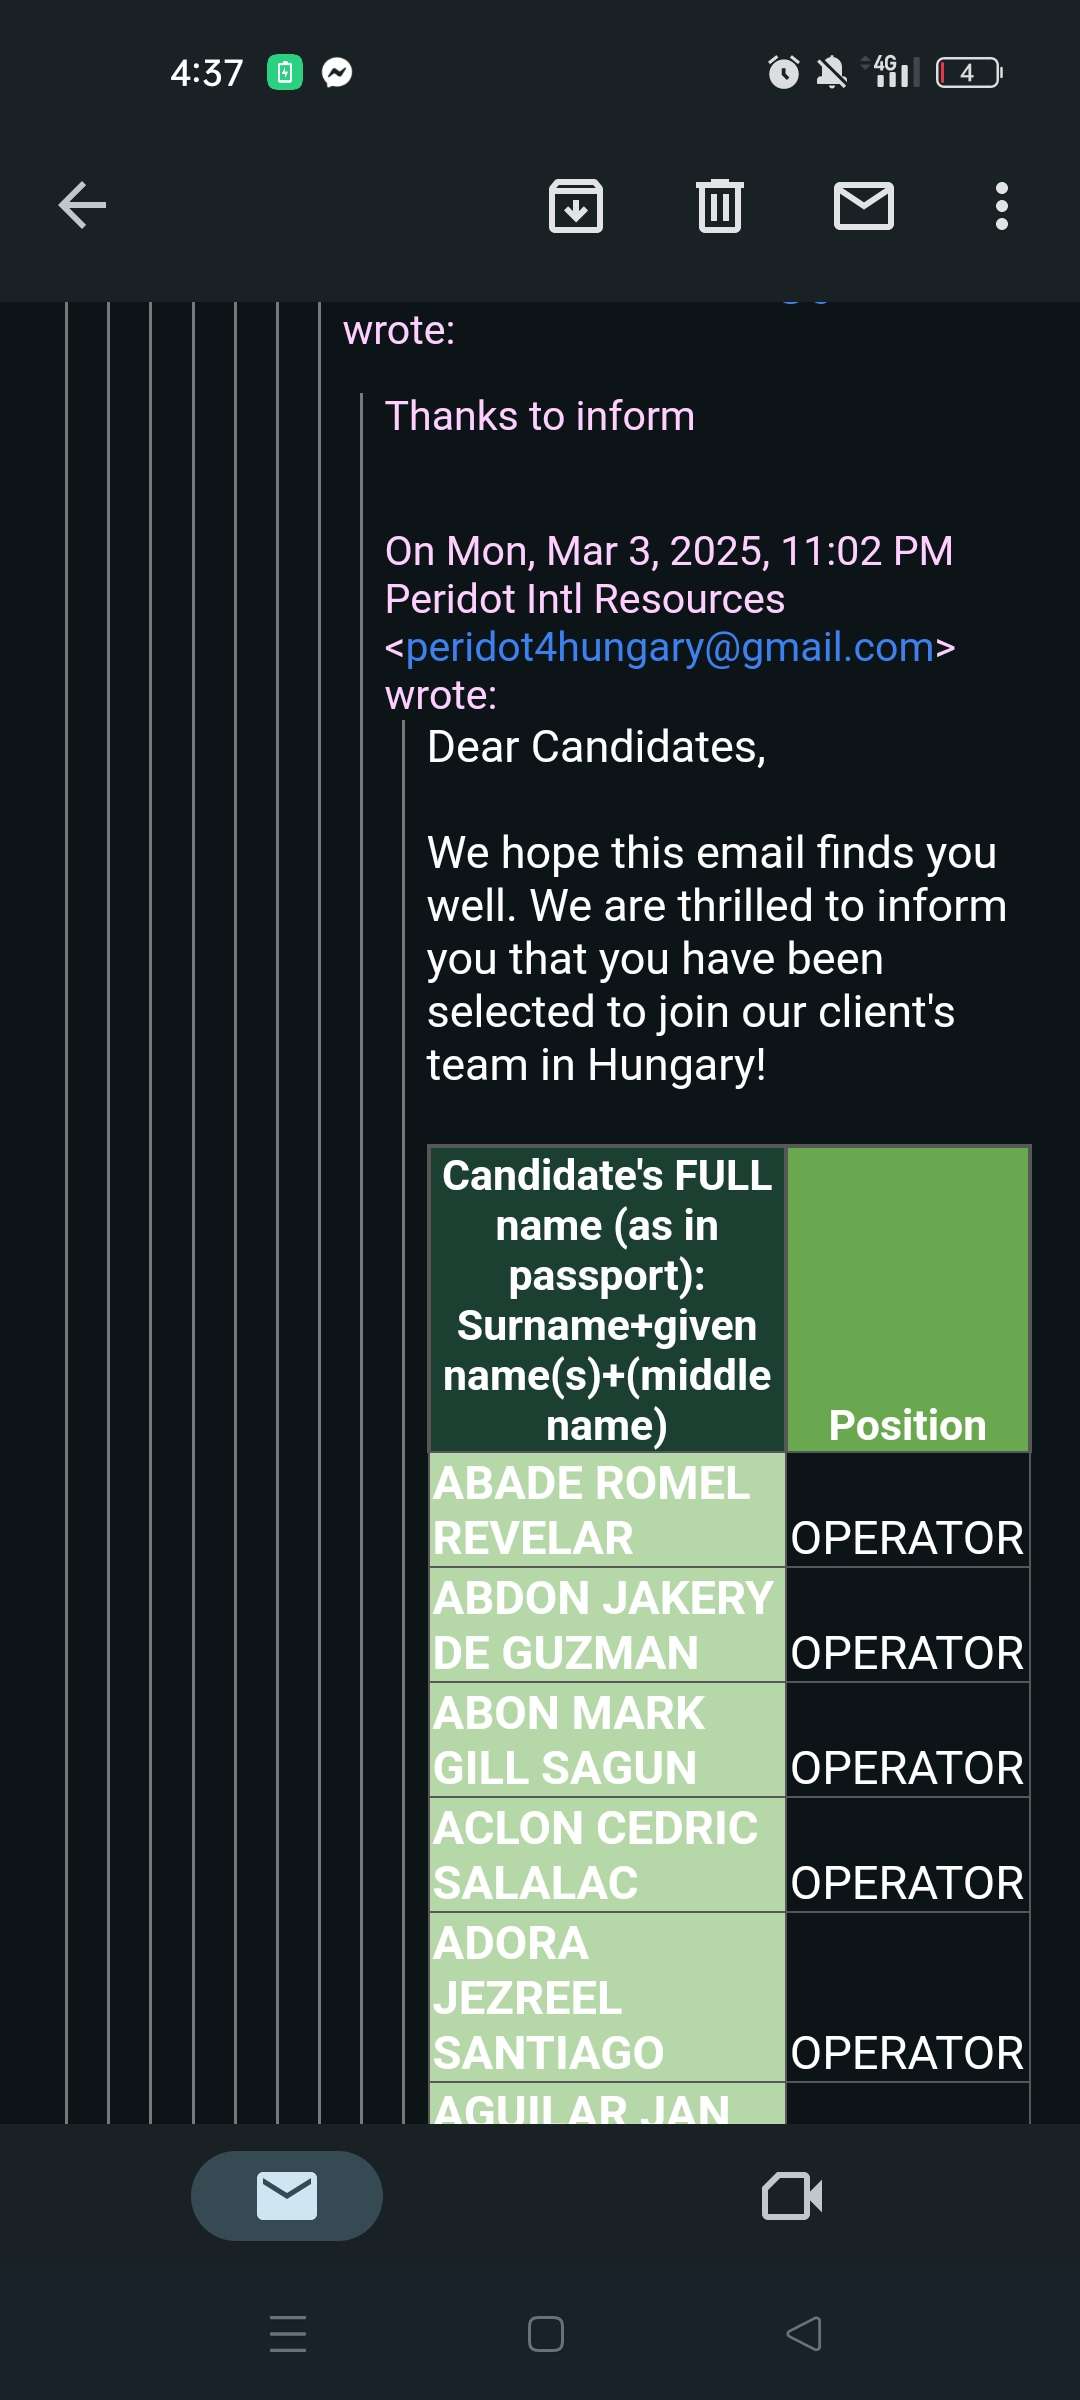 4:37
4G
4
wrote:
Thanks to inform
On Mon, Mar 3, 2025, 11:02 PM
Peridot Intl Resources
<peridot4hungary@gmail.com>
wrote:
Dear Candidates,
We hope this email finds you
well. We are thrilled to inform
you that you have been
selected to join our client's
team in Hungary!
Candidate's FULL
name (as in
passport):
Surname+given
name(s)+(middle
name)
Position
ABADE ROMEL
REVELAR
OPERATOR
ABDON JAKERY
DE GUZMAN
OPERATOR
ABON MARK
GILL SAGUN
OPERATOR
ACLON CEDRIC
SALALAC
OPERATOR
ADORA
JEZREEL
SANTIAGO
OPERATOR
AGUILAR JAN